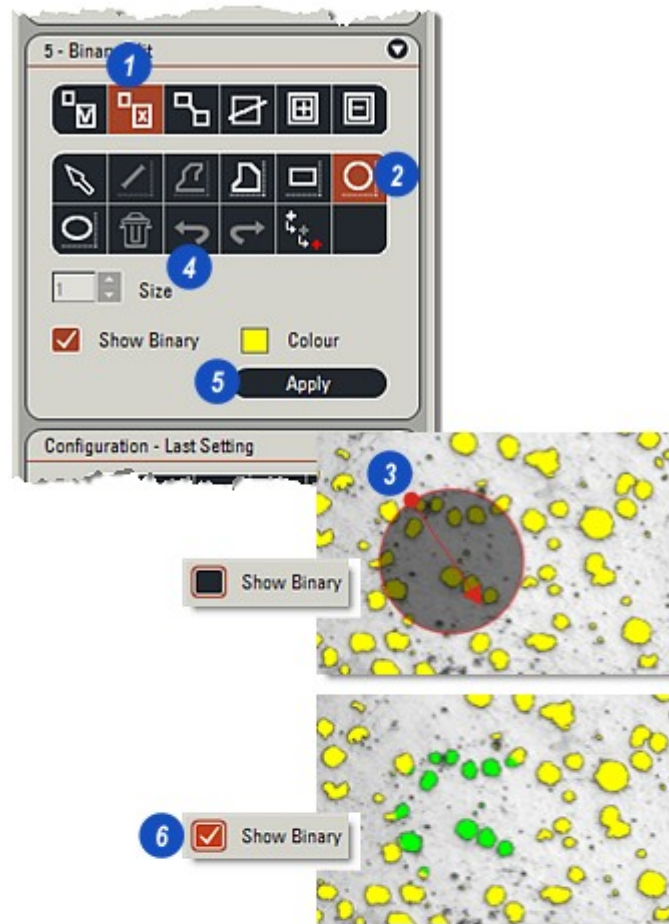 5 - Binary Edit
1
2
4
1 Size
Show Binary Colour
5 Apply
Configuration - Last Setting
3
Show Binary
6 Show Binary